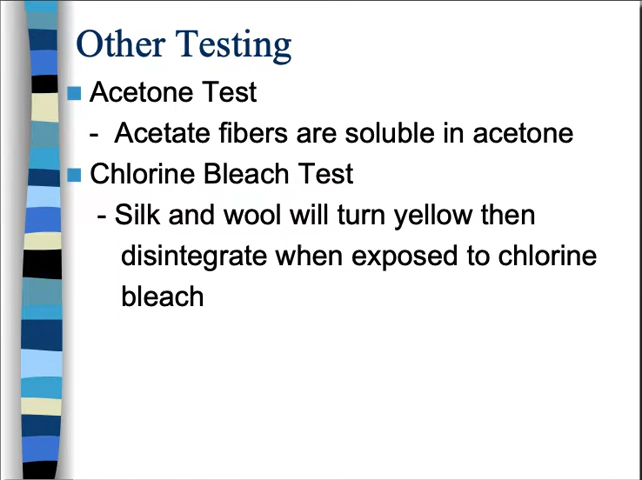 Other Testing
Acetone Test
- Acetate fibers are soluble in acetone
Chlorine Bleach Test
- Silk and wool will turn yellow then
disintegrate when exposed to chlorine
bleach